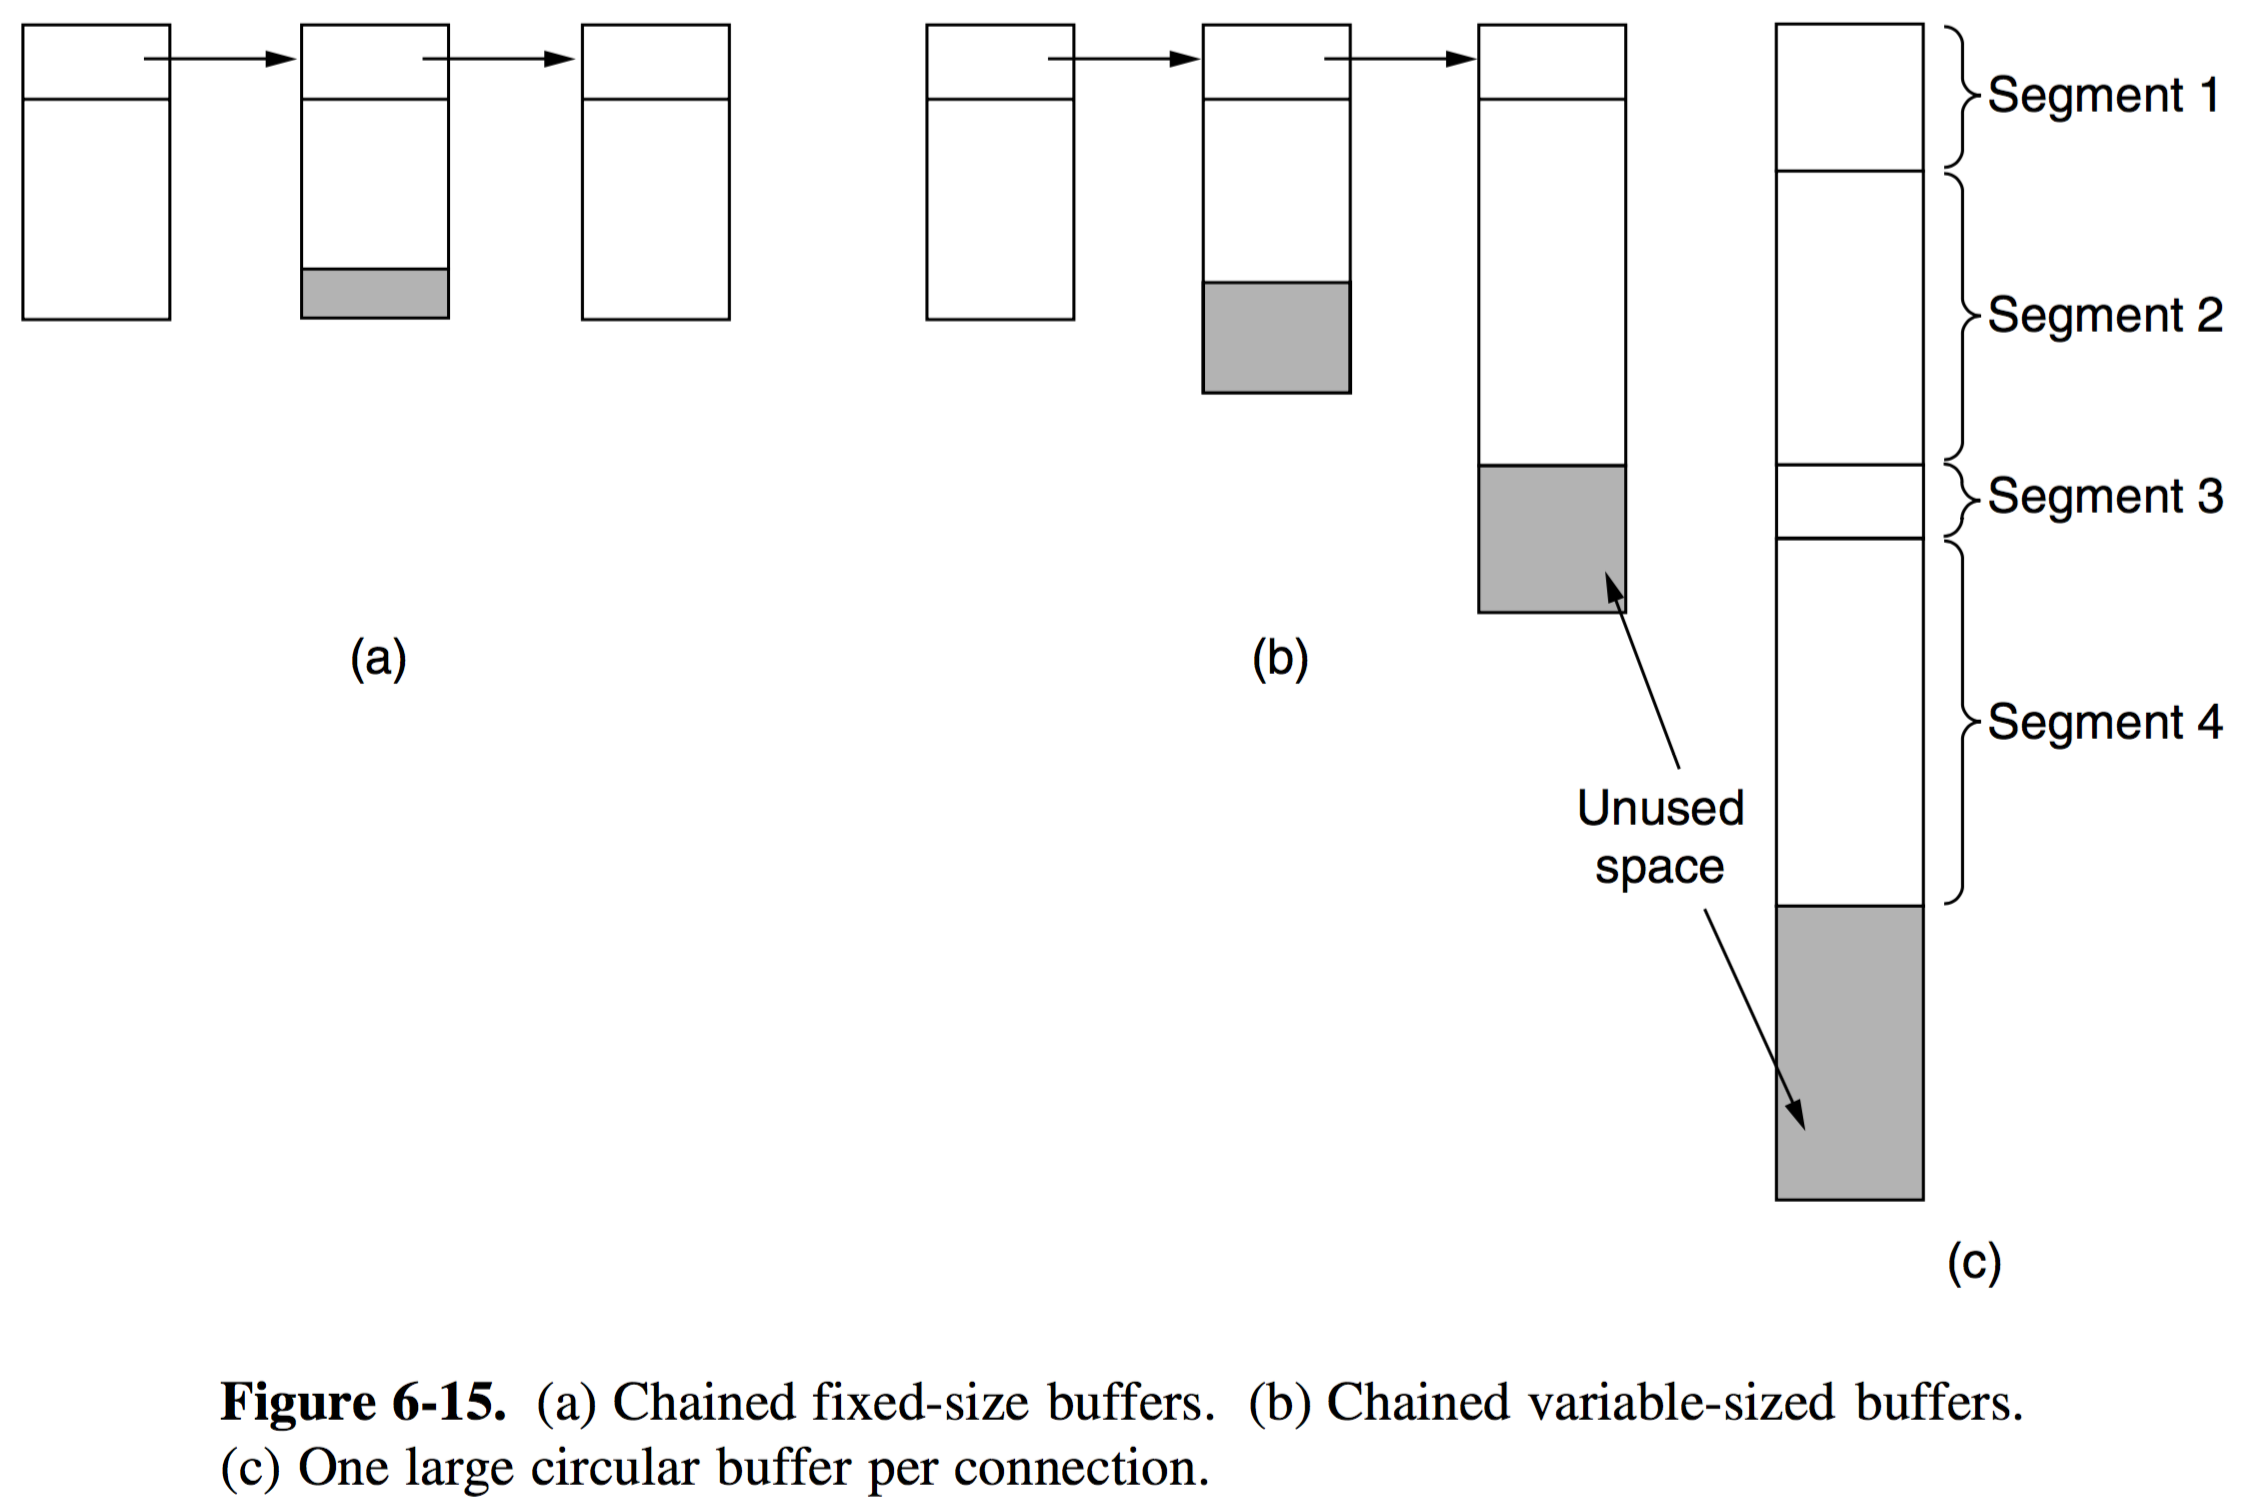 Segment 1
Segment 2
Segment 3
(a)
(b)
Segment 4
Unused
space
(c)
Figure 6-15. (a) Chained fixed-size buffers. (b) Chained variable-sized buffers.
(c) One large circular buffer per connection.